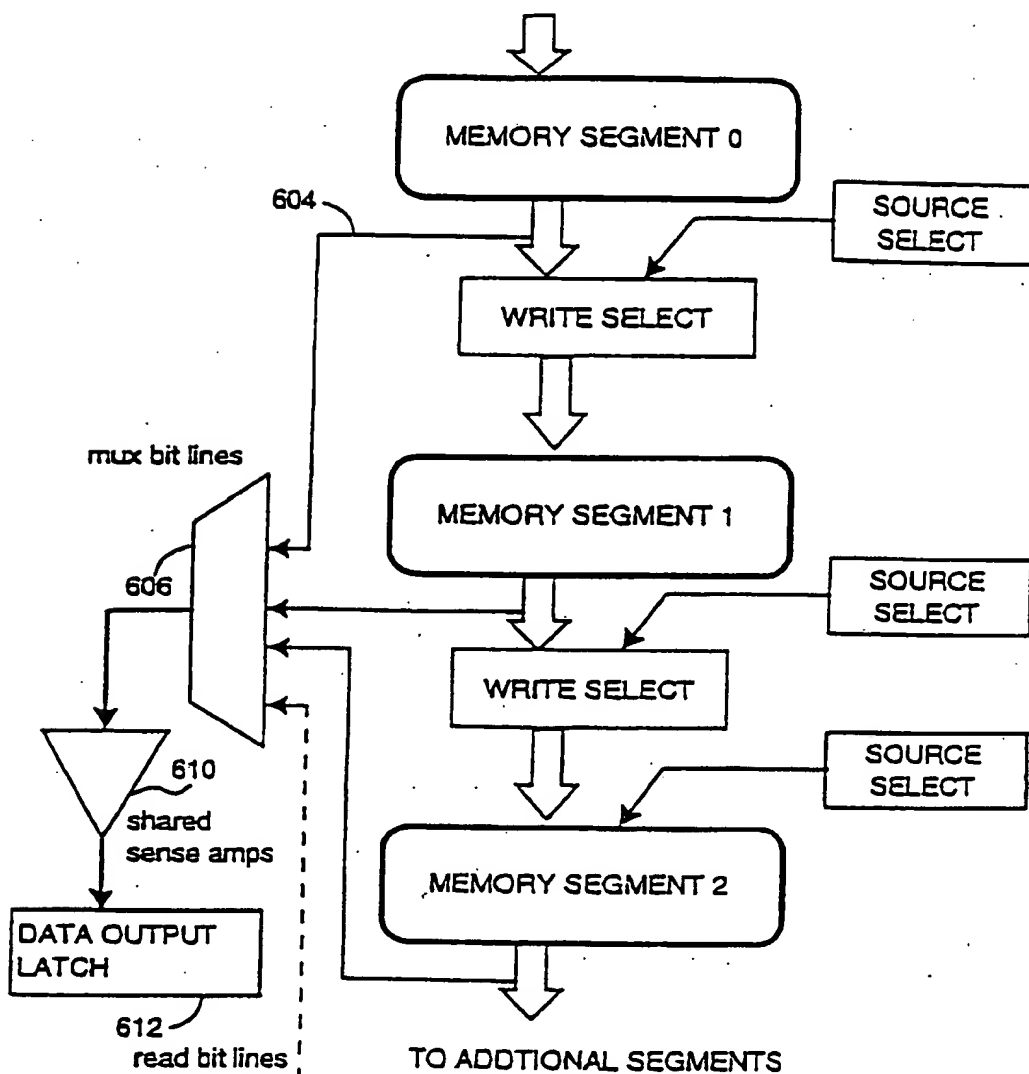 MEMORY SEGMENT 0
604
SOURCE
SELECT
WRITE SELECT
mux bit lines
MEMORY SEGMENT 1
606
SOURCE
SELECT
WRITE SELECT
SOURCE
SELECT
610
shared
sense amps
MEMORY SEGMENT 2
DATA OUTPUT
LATCH
612
read bit lines
TO ADDTIONAL SEGMENTS